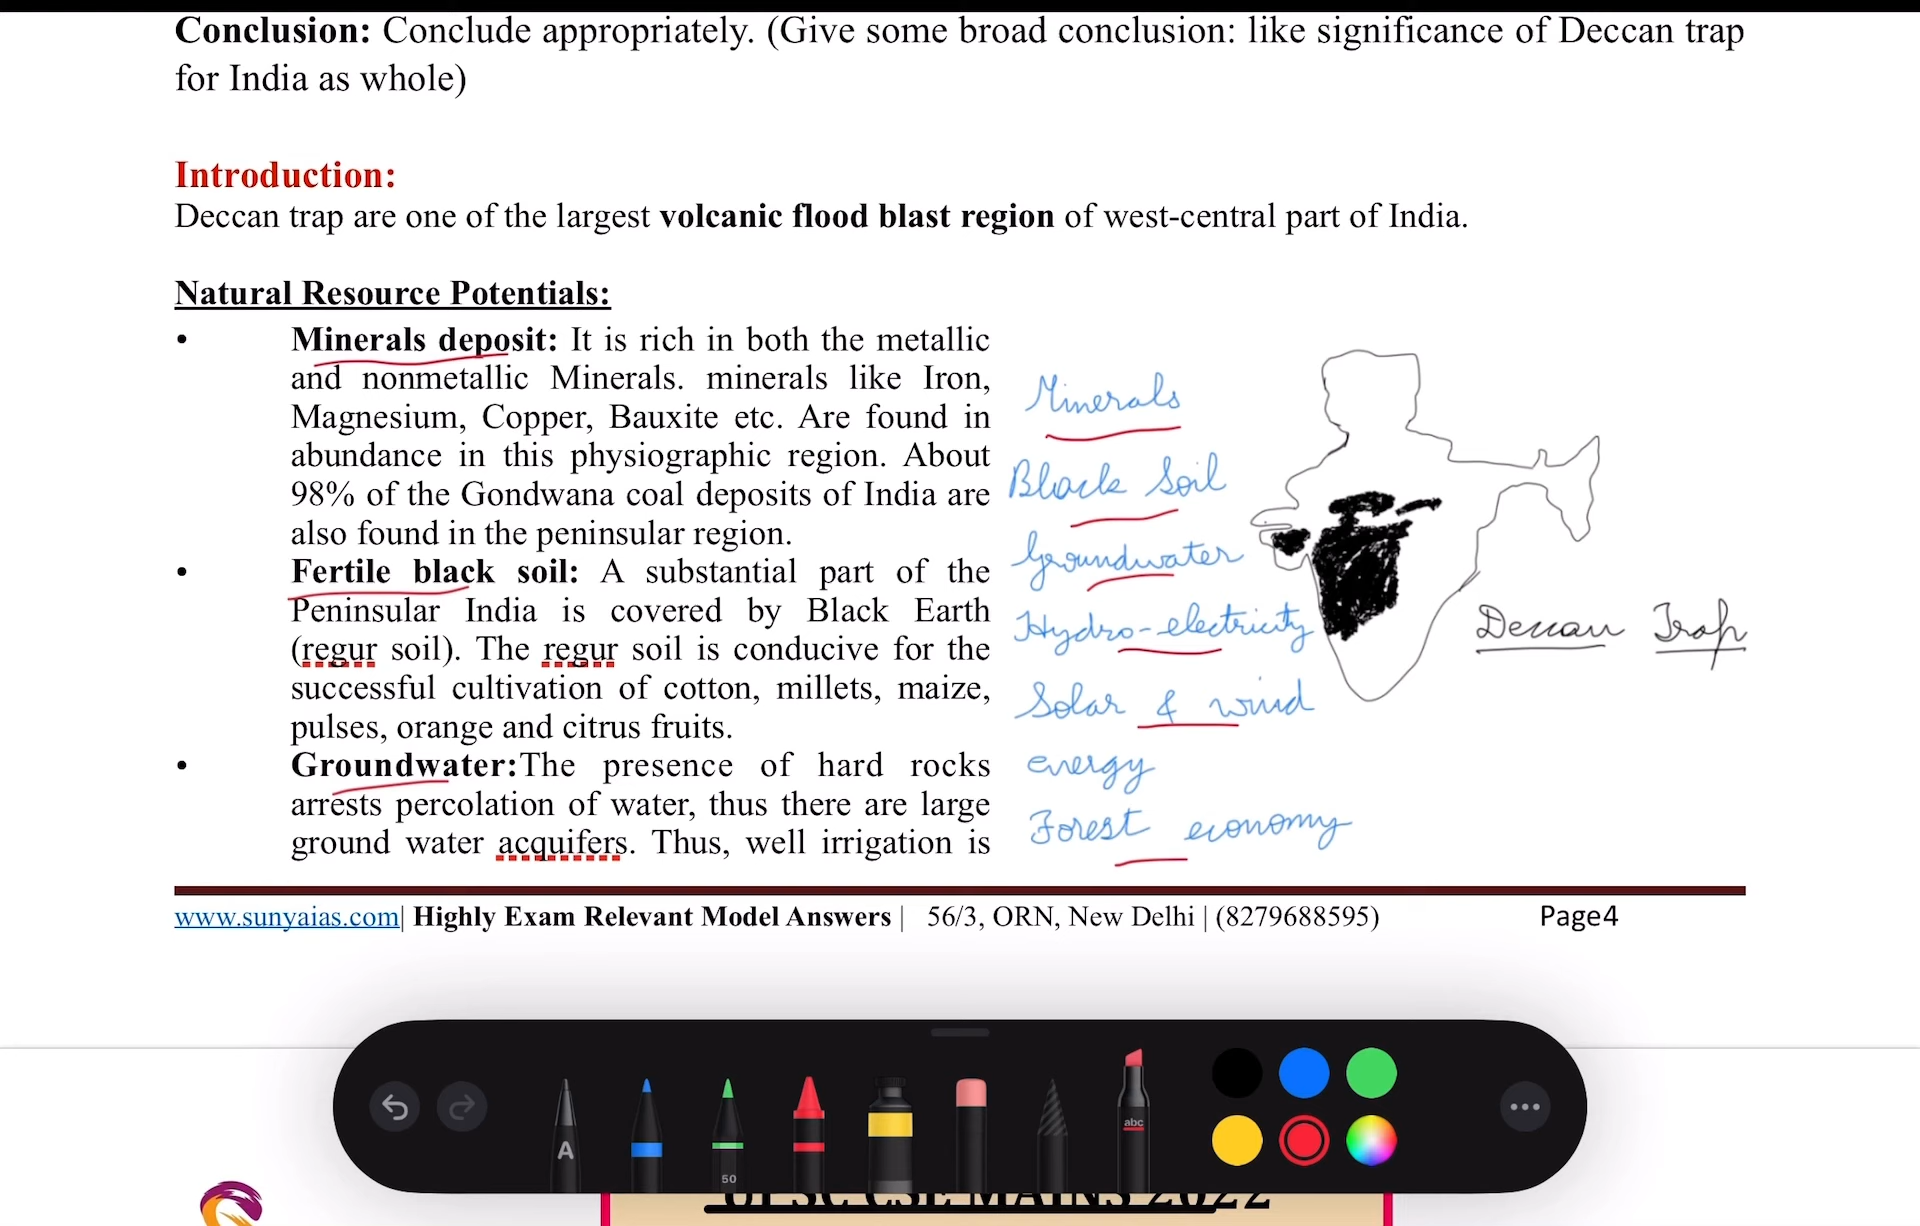 Conclusion: Conclude appropriately. (Give some broad conclusion: like significance of Deccan trap
for India as whole)
Introduction:
Deccan trap are one of the largest volcanic flood blast region of west-central part of India.
Natural Resource Potentials:
• Minerals deposit: It is rich in both the metallic
and nonmetallic Minerals. minerals like Iron,
Magnesium, Copper, Bauxite etc. Are found in
abundance in this physiographic region. About
98% of the Gondwana coal deposits of India are
also found in the peninsular region.
• Fertile black soil: A substantial part of the
Peninsular India is covered by Black Earth
(regur soil). The regur soil is conducive for the
successful cultivation of cotton, millets, maize,
pulses, orange and citrus fruits.
• Groundwater:The presence of hard rocks
arrests percolation of water, thus there are large
ground water acquifers. Thus, well irrigation is
Minerals
Black Soil
Groundwater
Hydro-electricity
Solar & wind
energy
Forest economy
Deccan Trap
www.sunyaias.com| Highly Exam Relevant Model Answers | 56/3, ORN, New Delhi | (8279688595) Page4
A
50
abc
CSE MAINS 2022